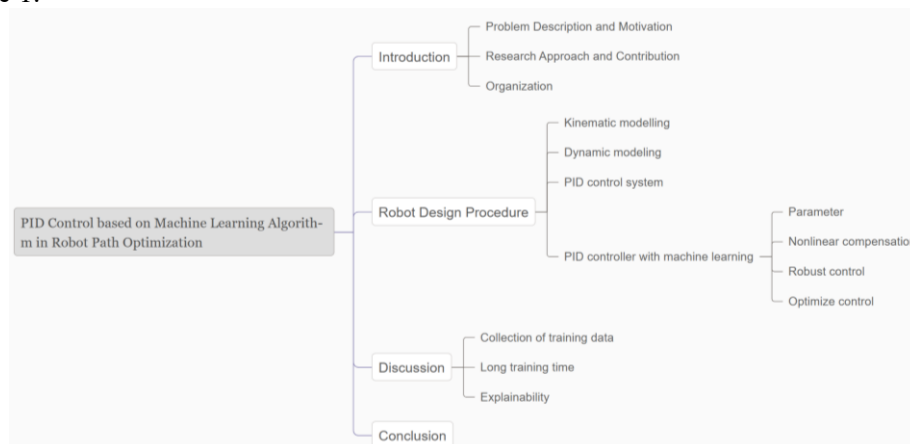 Problem Description and Motivation
Introduction
Research Approach and Contribution
Organization
Kinematic modelling
Dynamic modeling
PID control system
PID Control based on Machine Learning Algorith-
m in Robot Path Optimization
Robot Design Procedure
Parameter
Nonlinear compensatio
PID controller with machine learning
Robust control
Optimize control
Collection of training data
Discussion
Long training time
Explainability
Conclusion